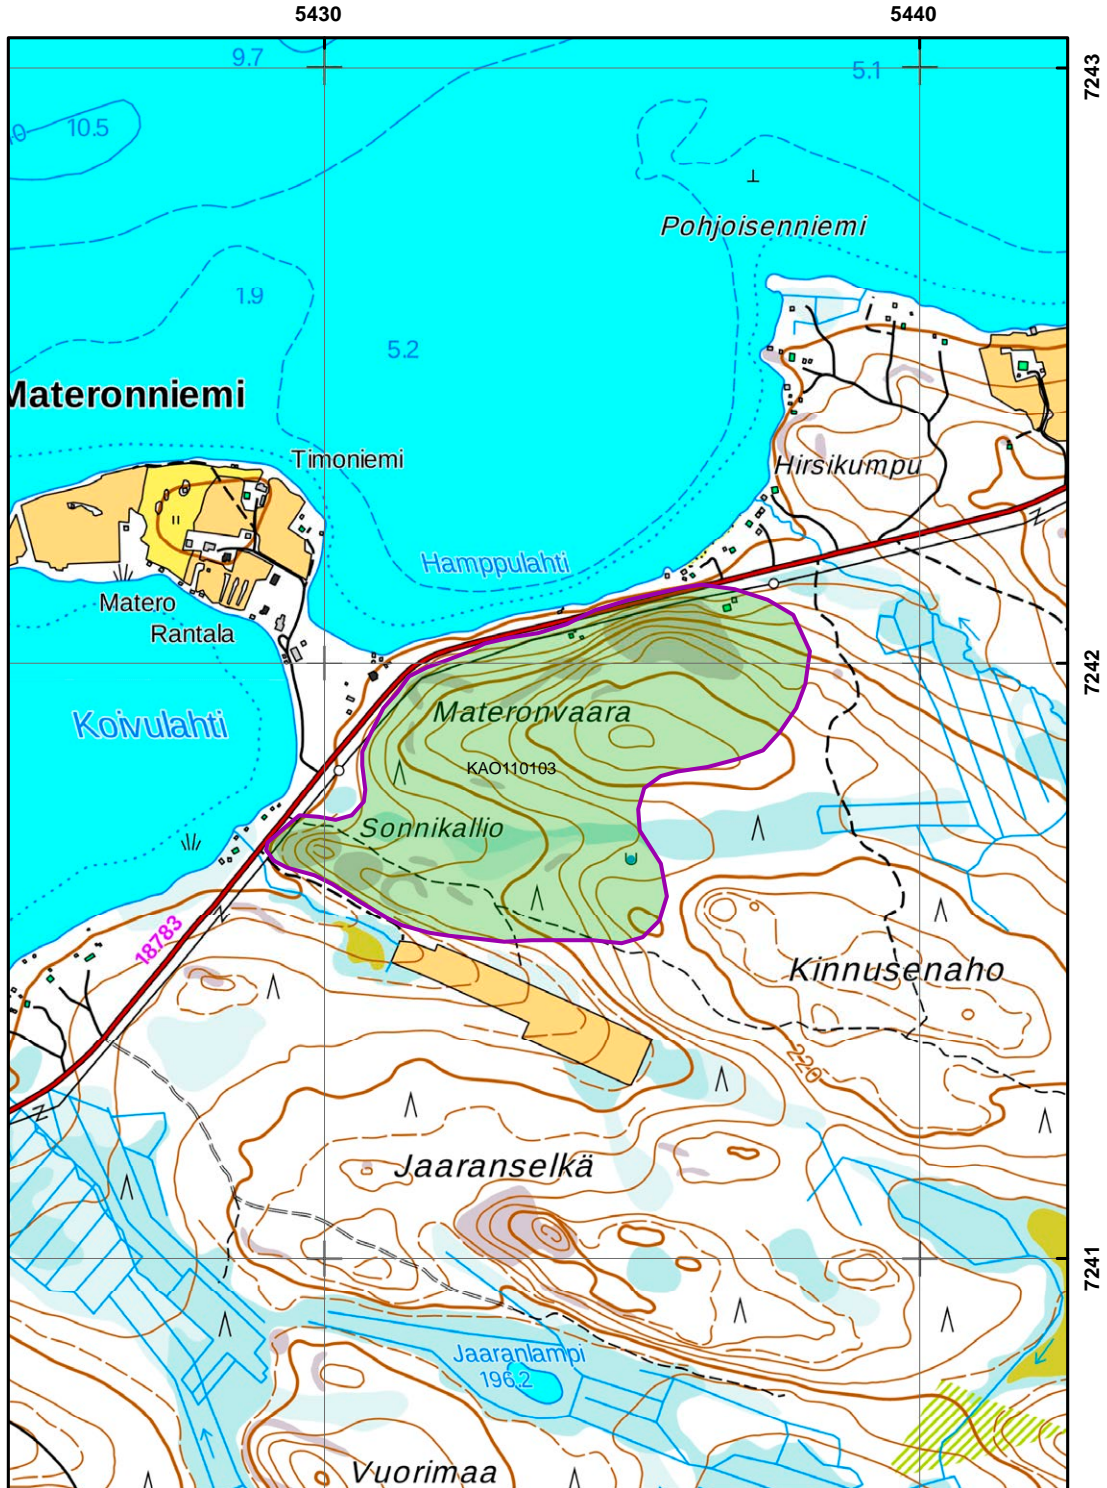 5430
5440
9.7
5.1
7243
10.5
Pohjoisenniemi
1.9
5.2
Materonniemi
Timoniemi
Hirsikumpu
Hamppulahti
Matero
Rantala
7242
Koivulahti
Materonvaara
KAO110103
Sonnikallio
18783
Kinnusenaho
220
Jaaranselkä
7241
Jaaranlampi
196.2
Vuorimaa